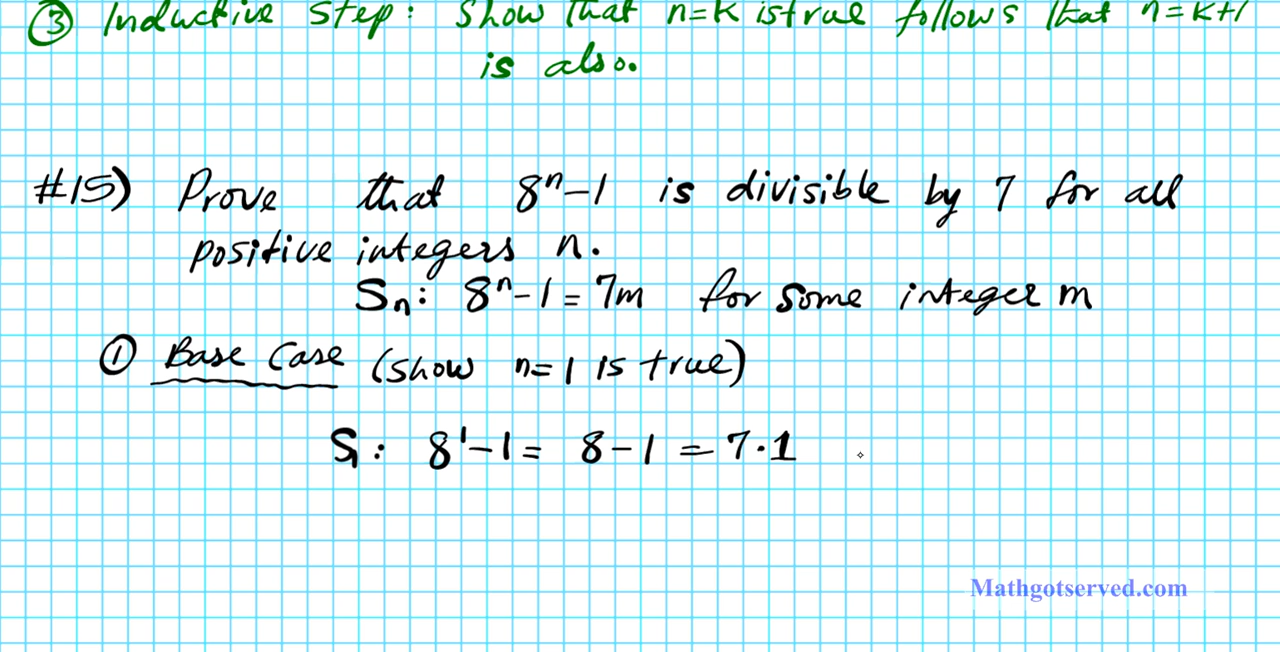 ③ Inductive Step: Show that n=k is true follows that n=k+1
is also.
#15) Prove that 8ⁿ-1 is divisible by 7 for all
positive integers n.
Sₙ: 8ⁿ-1 = 7m for some integer m
① Base Case (show n=1 is true)
S₁: 8¹-1 = 8-1 = 7·1
Mathgotserved.com